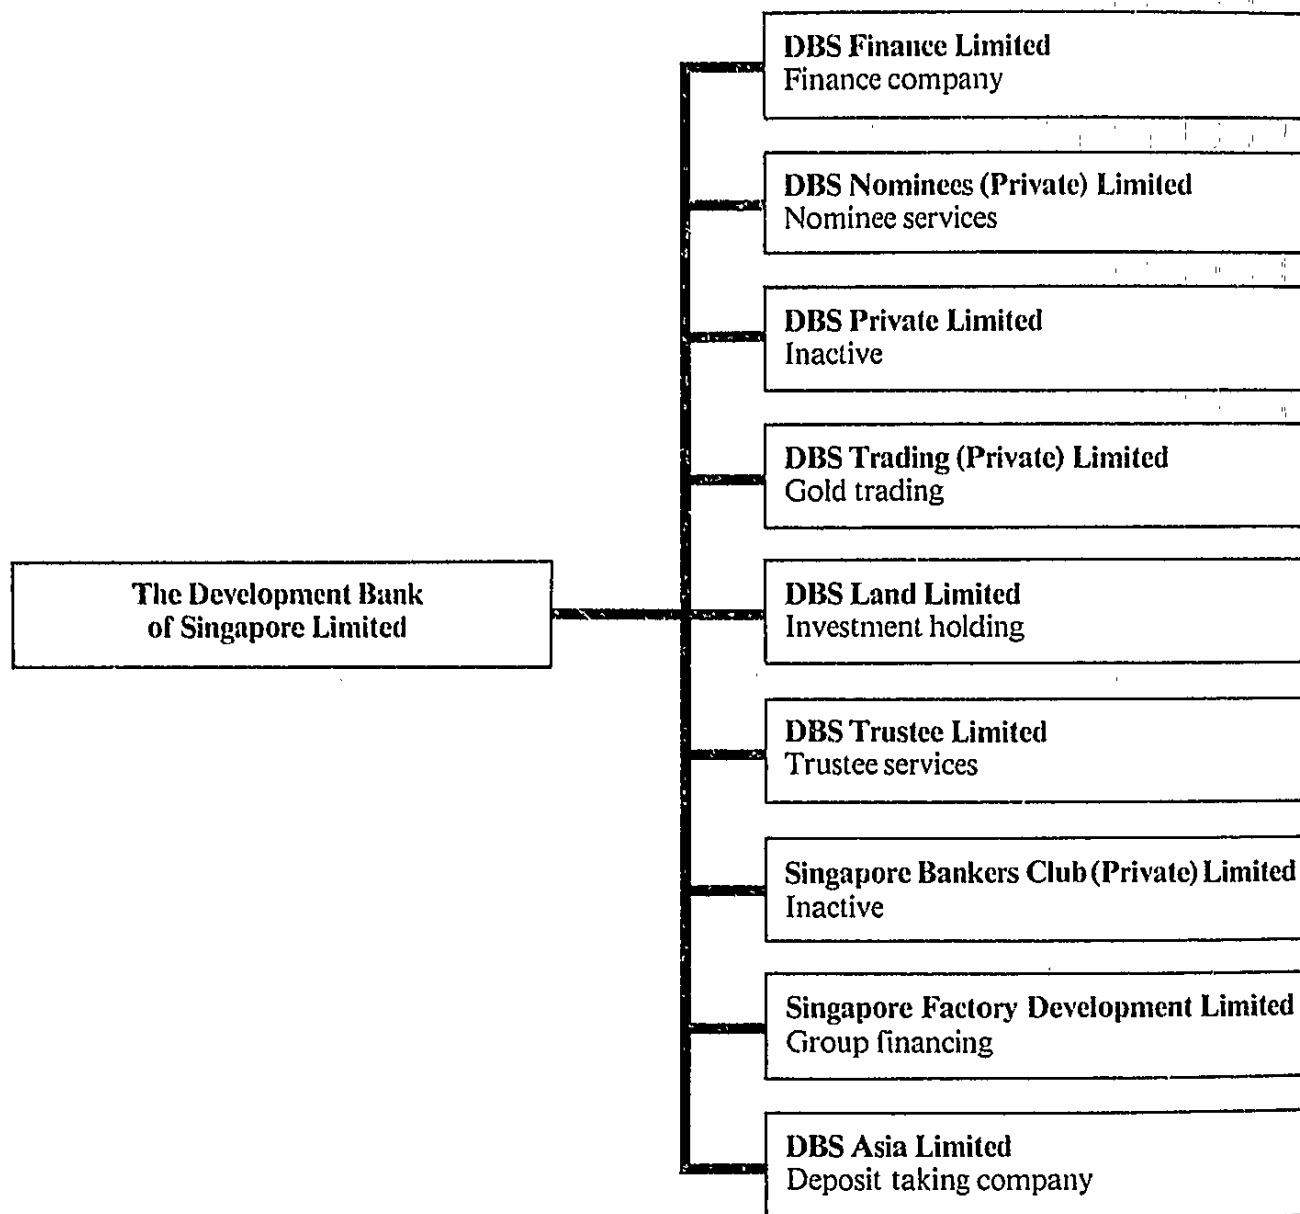 DBS Finance Limited
Finance company
DBS Nominees (Private) Limited
Nominee services
DBS Private Limited
Inactive
DBS Trading (Private) Limited
Gold trading
The Development Bank
of Singapore Limited
DBS Land Limited
Investment holding
DBS Trustee Limited
Trustee services
Singapore Bankers Club (Private) Limited
Inactive
Singapore Factory Development Limited
Group financing
DBS Asia Limited
Deposit taking company